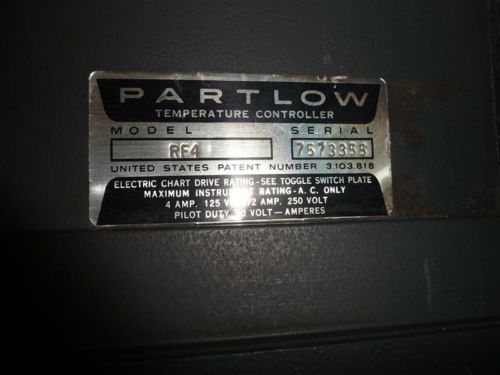 PARTLOW
TEMPERATURE CONTROLLER
MODEL SERIAL
RF4 7573355
UNITED STATES PATENT NUMBER 3,103,818
ELECTRIC CHART DRIVE RATING-SEE TOGGLE SWITCH PLATE
MAXIMUM INSTRUMENT RATING-A.C. ONLY
4 AMP. 125 2 AMP. 250 VOLT
PILOT DUTY VOLT-AMPERES